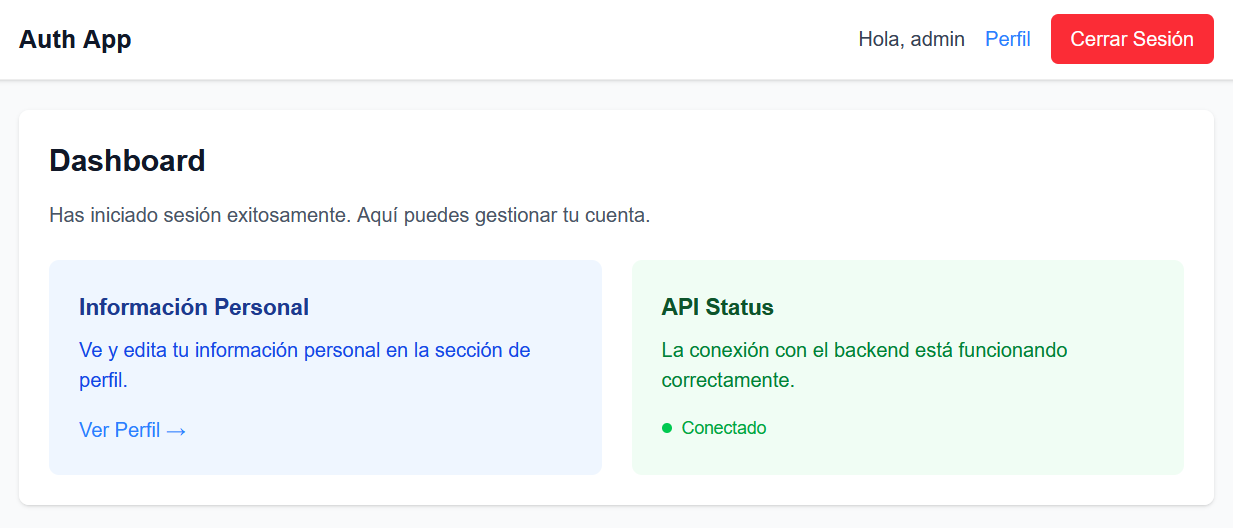 Auth App
Hola, admin Perfil Cerrar Sesión
Dashboard
Has iniciado sesión exitosamente. Aquí puedes gestionar tu cuenta.
Información Personal
Ve y edita tu información personal en la sección de
perfil.
Ver Perfil →
API Status
La conexión con el backend está funcionando
correctamente.
Conectado